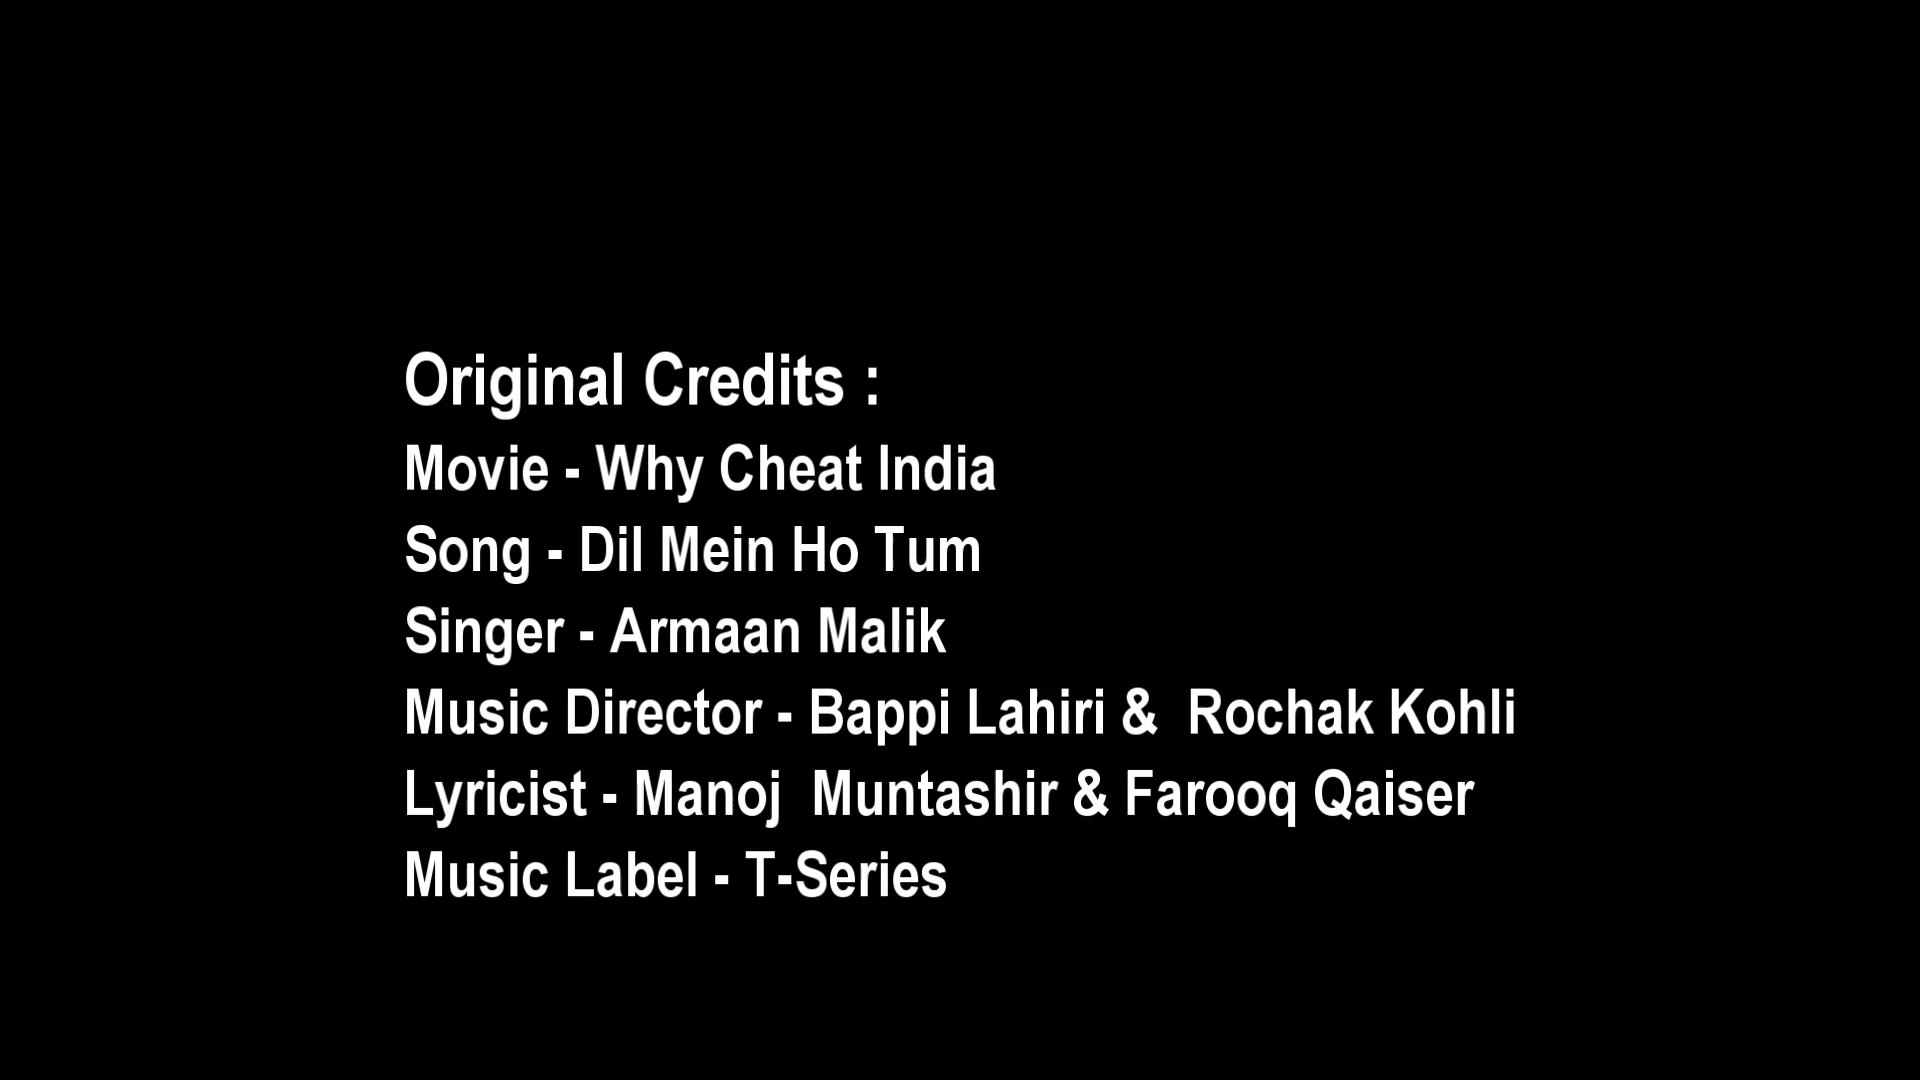 Original Credits :
Movie - Why Cheat India
Song - Dil Mein Ho Tum
Singer - Armaan Malik
Music Director - Bappi Lahiri &  Rochak Kohli
Lyricist - Manoj  Muntashir & Farooq Qaiser
Music Label - T-Series